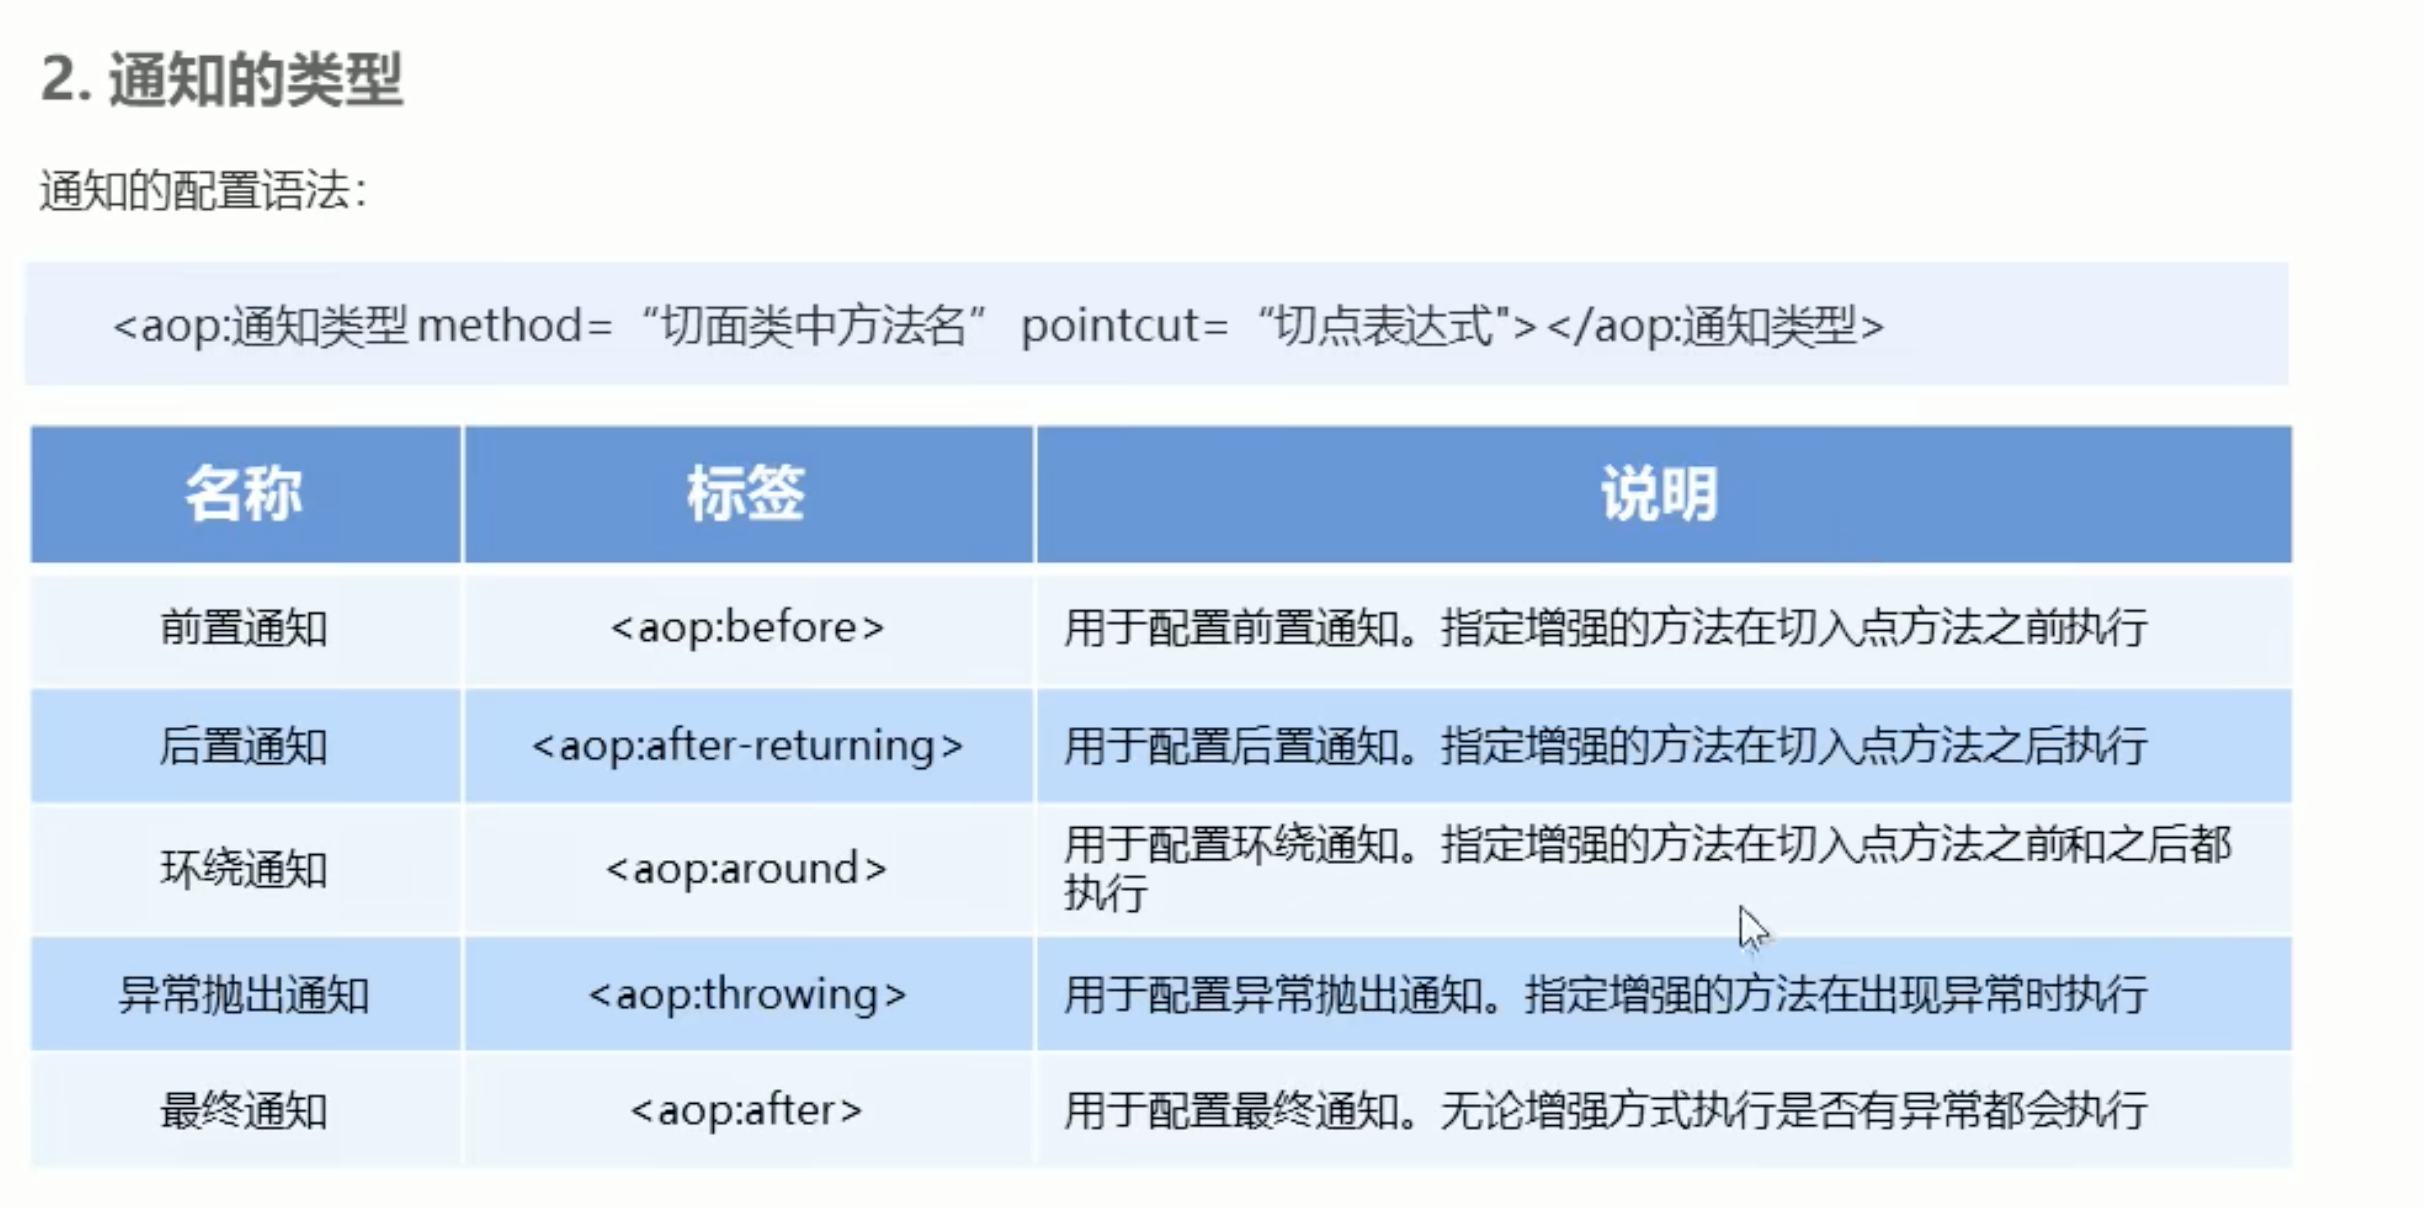 2. 通知的类型
通知的配置语法：
<aop:通知类型 method= “切面类中方法名” pointcut= “切点表达式"></aop:通知类型>
名称 标签 说明
前置通知 <aop:before> 用于配置前置通知。指定增强的方法在切入点方法之前执行
后置通知 <aop:after-returning> 用于配置后置通知。指定增强的方法在切入点方法之后执行
环绕通知 <aop:around> 用于配置环绕通知。指定增强的方法在切入点方法之前和之后都
执行
异常抛出通知 <aop:throwing> 用于配置异常抛出通知。指定增强的方法在出现异常时执行
最终通知 <aop:after> 用于配置最终通知。无论增强方式执行是否有异常都会执行